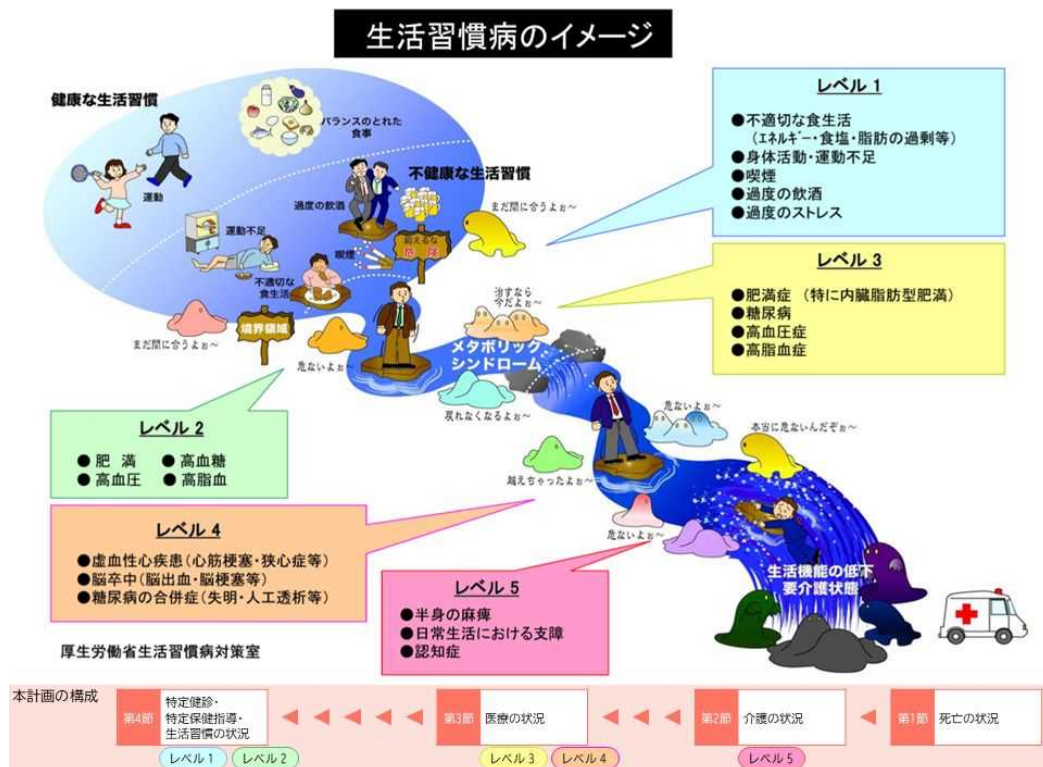 生活習慣病のイメージ
健康な生活習慣
バランスのとれた
食事
運動
不健康な生活習慣
過度の飲酒
まだ間に合うよぉ~
運動不足
喫煙
超えるな
危険
不適切な
食生活
境界領域
まだ間に合うよぉ~
危ないよぉ~
治すなら
今だよぉ~
メタボリック
シンドローム
戻れなくなるよぉ~
危ないよぉ~
本当に危ないんだぞぉ~
越えちゃったよぉ~
危ないよぉ~
生活機能の低下
要介護状態
レベル 1
●不適切な食生活
(エネルギー・食塩・脂肪の過剰等)
●身体活動・運動不足
●喫煙
●過度の飲酒
●過度のストレス
レベル 3
●肥満症 (特に内臓脂肪型肥満)
●糖尿病
●高血圧症
●高脂血症
レベル 2
● 肥 満 ● 高血糖
● 高血圧 ● 高脂血
レベル 4
●虚血性心疾患(心筋梗塞・狭心症等)
●脳卒中(脳出血・脳梗塞等)
●糖尿病の合併症(失明・人工透析等)
レベル 5
●半身の麻痺
●日常生活における支障
●認知症
厚生労働省生活習慣病対策室
本計画の構成
第4節
特定健診・
特定保健指導・
生活習慣の状況
第3節 医療の状況
第2節 介護の状況
第1節 死亡の状況
レベル 1 レベル 2 レベル 3 レベル 4 レベル 5